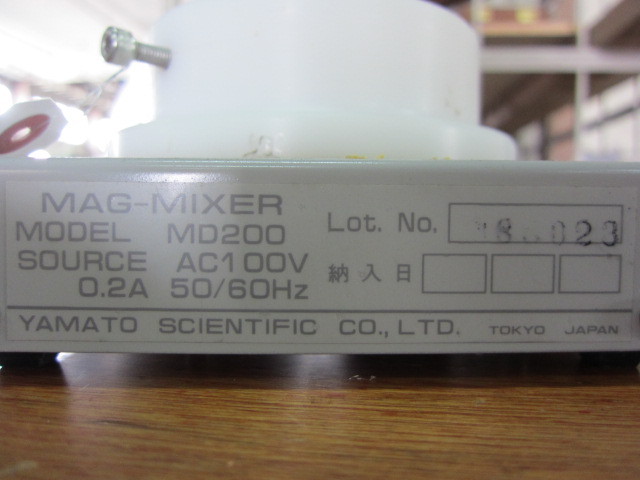 MAG-MIXER
MODEL MD200
SOURCE AC100V
0.2A 50/60Hz
Lot. No.
納入日
YAMATO SCIENTIFIC CO., LTD. TOKYO JAPAN